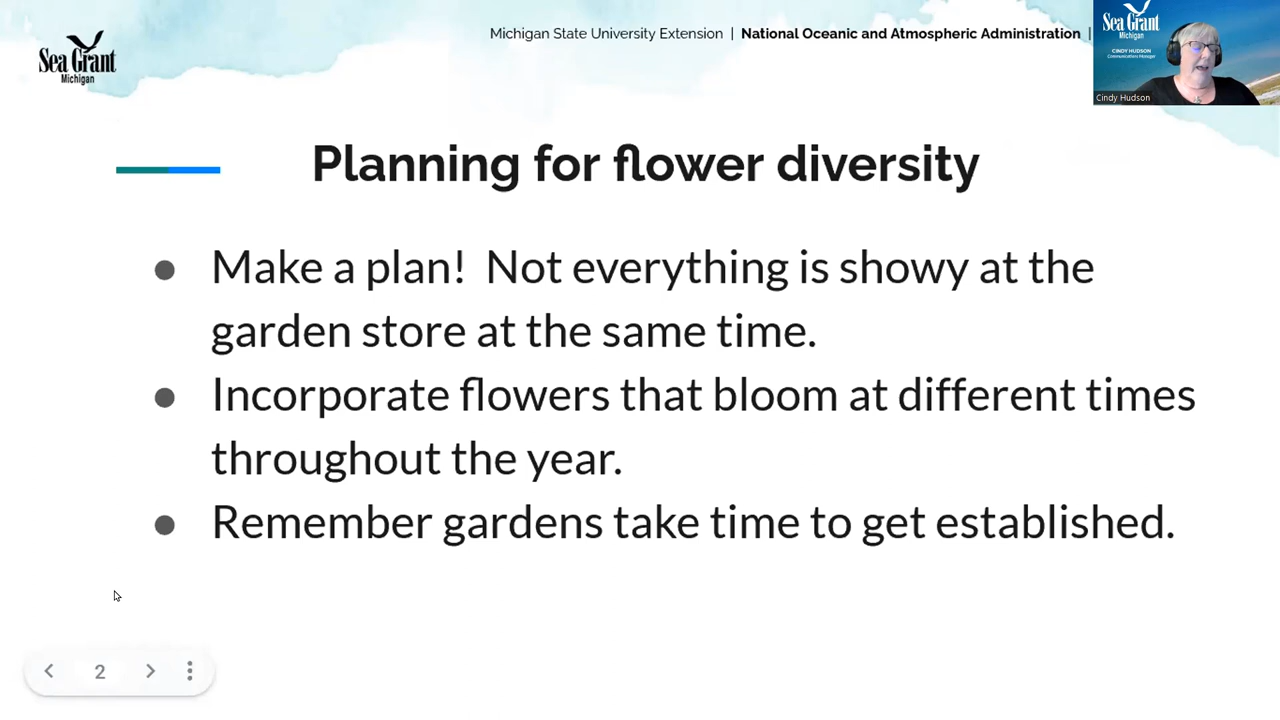 Sea Grant
Michigan
Michigan State University Extension | National Oceanic and Atmospheric Administration |
Sea Grant
Michigan
CINDY HUDSON
Communications Manager
Cindy Hudson
Planning for flower diversity
● Make a plan!  Not everything is showy at the
garden store at the same time.
● Incorporate flowers that bloom at different times
throughout the year.
● Remember gardens take time to get established.
2